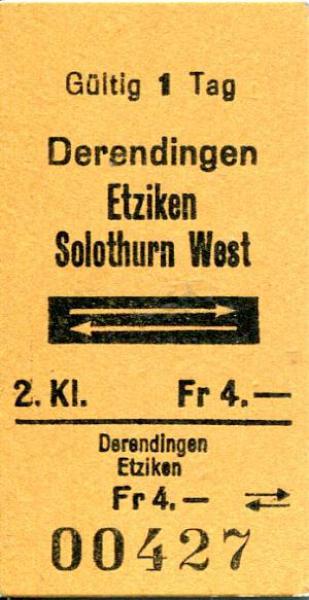 Gültig 1 Tag
Derendingen
Etziken
Solothurn West
2. Kl. Fr 4.—
Derendingen
Etziken
Fr 4.–
00427